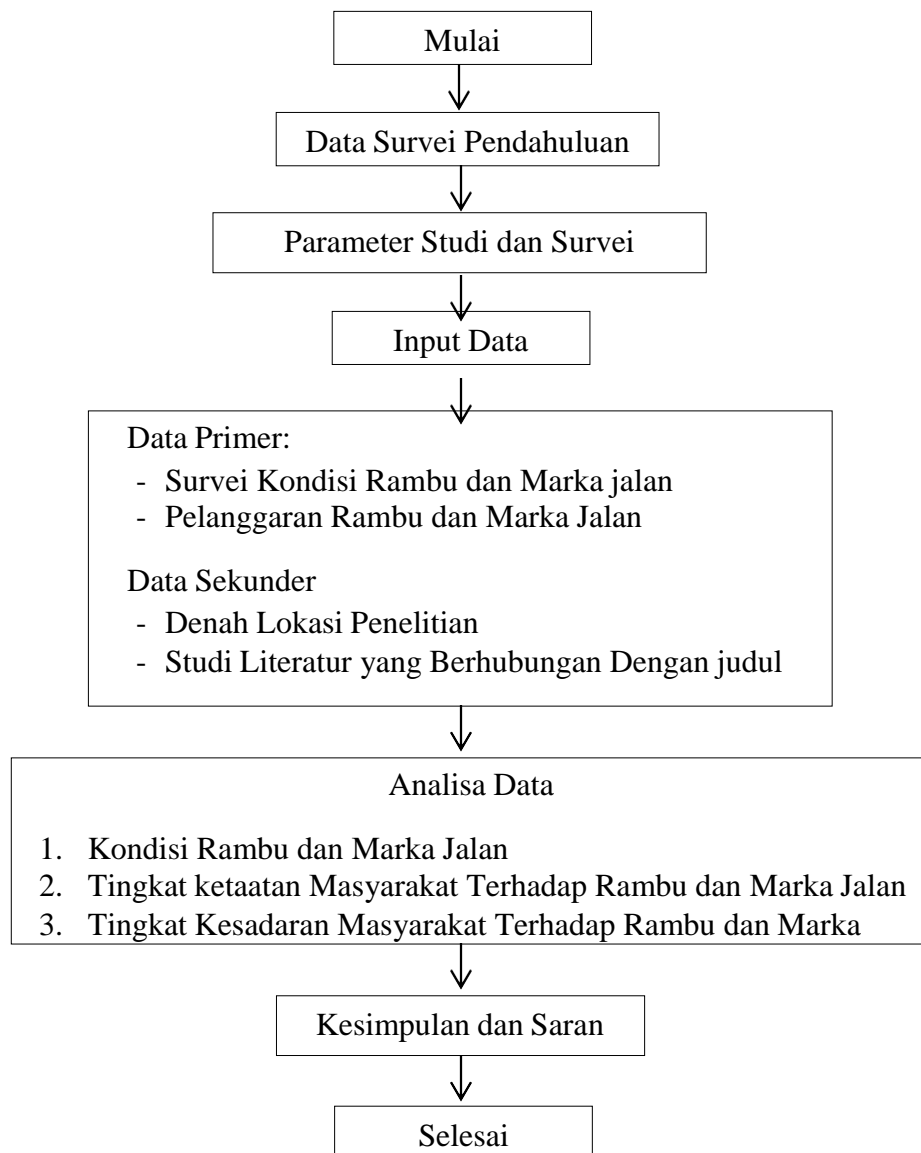 Mulai
Data Survei Pendahuluan
Parameter Studi dan Survei
Input Data
Data Primer:
- Survei Kondisi Rambu dan Marka jalan
- Pelanggaran Rambu dan Marka Jalan
Data Sekunder
- Denah Lokasi Penelitian
- Studi Literatur yang Berhubungan Dengan judul
Analisa Data
1. Kondisi Rambu dan Marka Jalan
2. Tingkat ketaatan Masyarakat Terhadap Rambu dan Marka Jalan
3. Tingkat Kesadaran Masyarakat Terhadap Rambu dan Marka
Kesimpulan dan Saran
Selesai